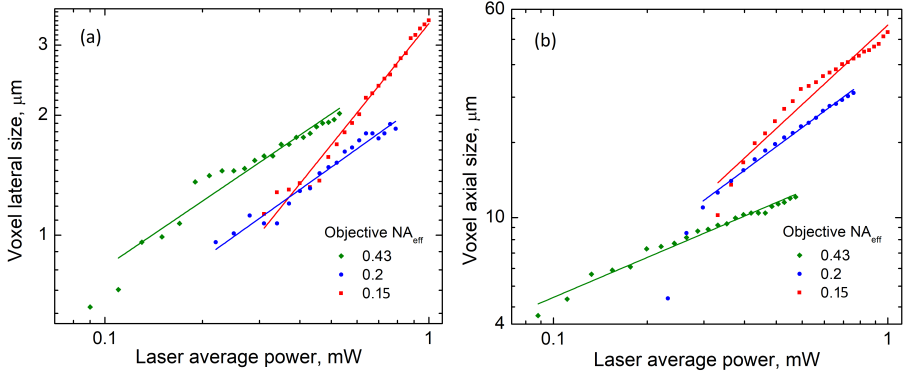 (a)
3
2
1
Voxel lateral size, μm
Objective NA_eff
0.43
0.2
0.15
0.1
1
Laser average power, mW
(b)
60
10
4
Voxel axial size, μm
Objective NA_eff
0.43
0.2
0.15
0.1
1
Laser average power, mW